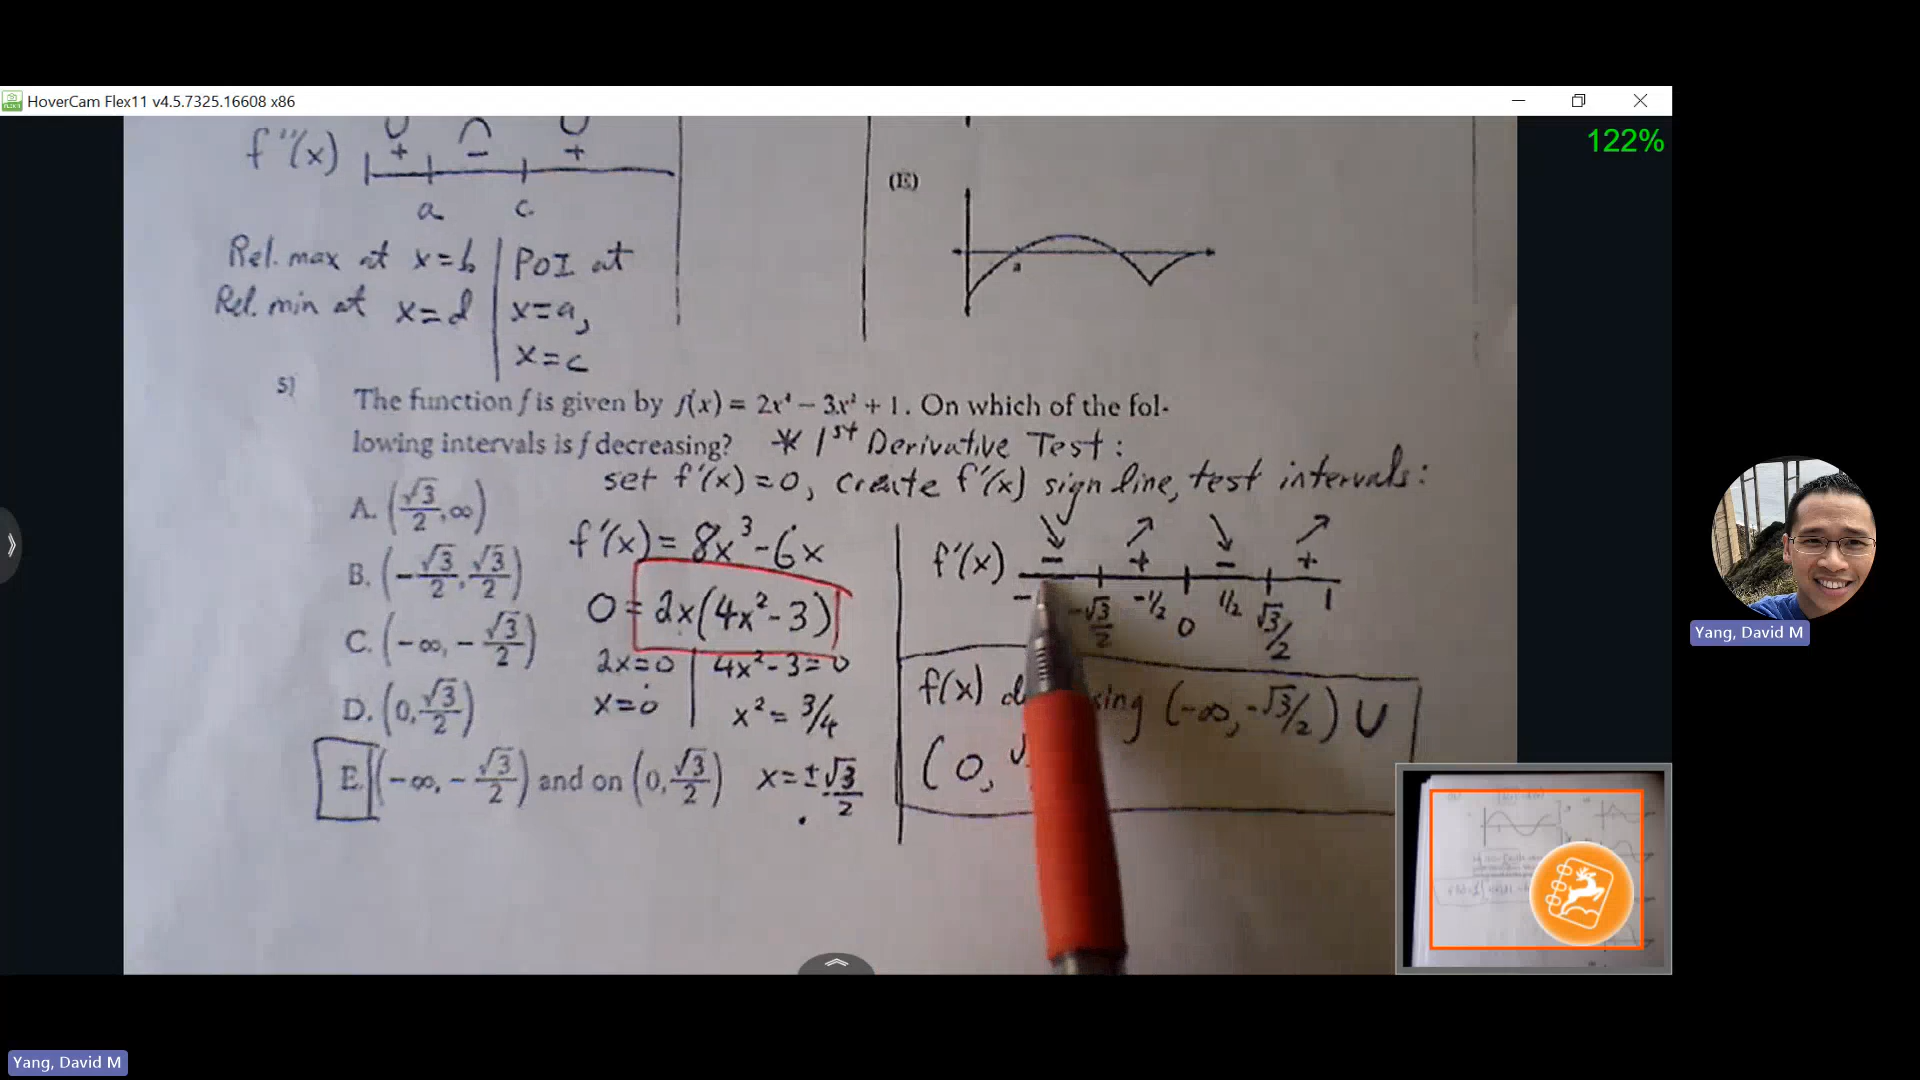 HoverCam Flex11 v4.5.7325.16608 x86
122%
f''(x) + − +
a c
Rel. max at x=b
Rel. min at x=d
POI at
x=a,
x=c
(E)
a
5)
The function f is given by f(x) = 2x⁴ − 3x² + 1. On which of the fol-
lowing intervals is f decreasing? * 1st Derivative Test:
set f'(x)=0, create f'(x) sign line, test intervals:
A. (√3/2, ∞)
B. (−√3/2, √3/2)
C. (−∞, −√3/2)
D. (0, √3/2)
E. (−∞, −√3/2) and on (0, √3/2)
f'(x) = 8x³ − 6x
0 = 2x(4x² − 3)
2x=0 | 4x² − 3 = 0
x=0 | x² = 3/4
x = ±√3/2
f'(x) − + − +
−√3/2 −1/2 0 1/2 √3/2 1
f(x) (−∞, −√3/2) ∪
(0,
Yang, David M
Yang, David M